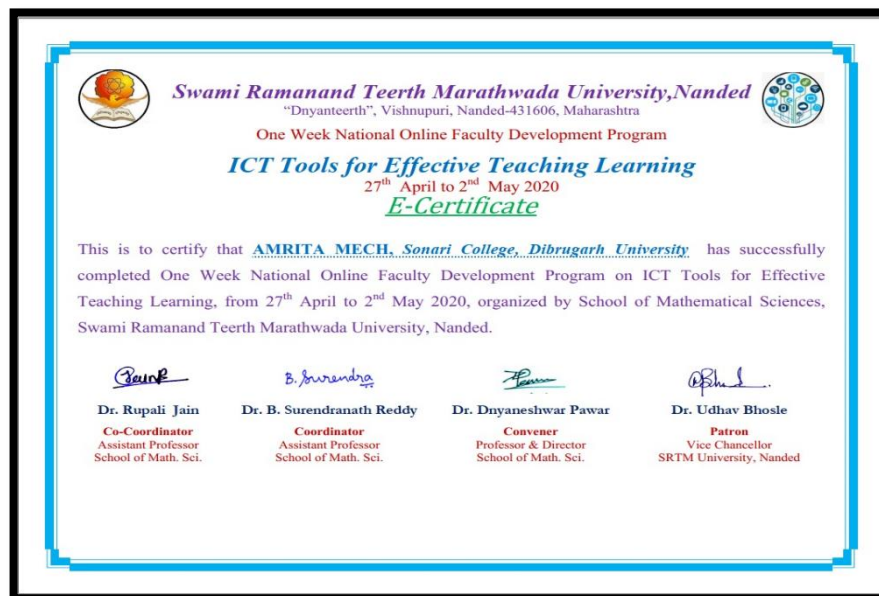 Swami Ramanand Teerth Marathwada University,Nanded
“Dnyanteerth”, Vishnupuri, Nanded-431606, Maharashtra
One Week National Online Faculty Development Program
ICT Tools for Effective Teaching Learning
27th April to 2nd May 2020
E-Certificate
This is to certify that AMRITA MECH, Sonari College, Dibrugarh University has successfully
completed One Week National Online Faculty Development Program on ICT Tools for Effective
Teaching Learning, from 27th April to 2nd May 2020, organized by School of Mathematical Sciences,
Swami Ramanand Teerth Marathwada University, Nanded.
B. Surendra
Dr. Rupali Jain Dr. B. Surendranath Reddy Dr. Dnyaneshwar Pawar Dr. Udhav Bhosle
Co-Coordinator Coordinator Convener Patron
Assistant Professor Assistant Professor Professor & Director Vice Chancellor
School of Math. Sci. School of Math. Sci. School of Math. Sci. SRTM University, Nanded